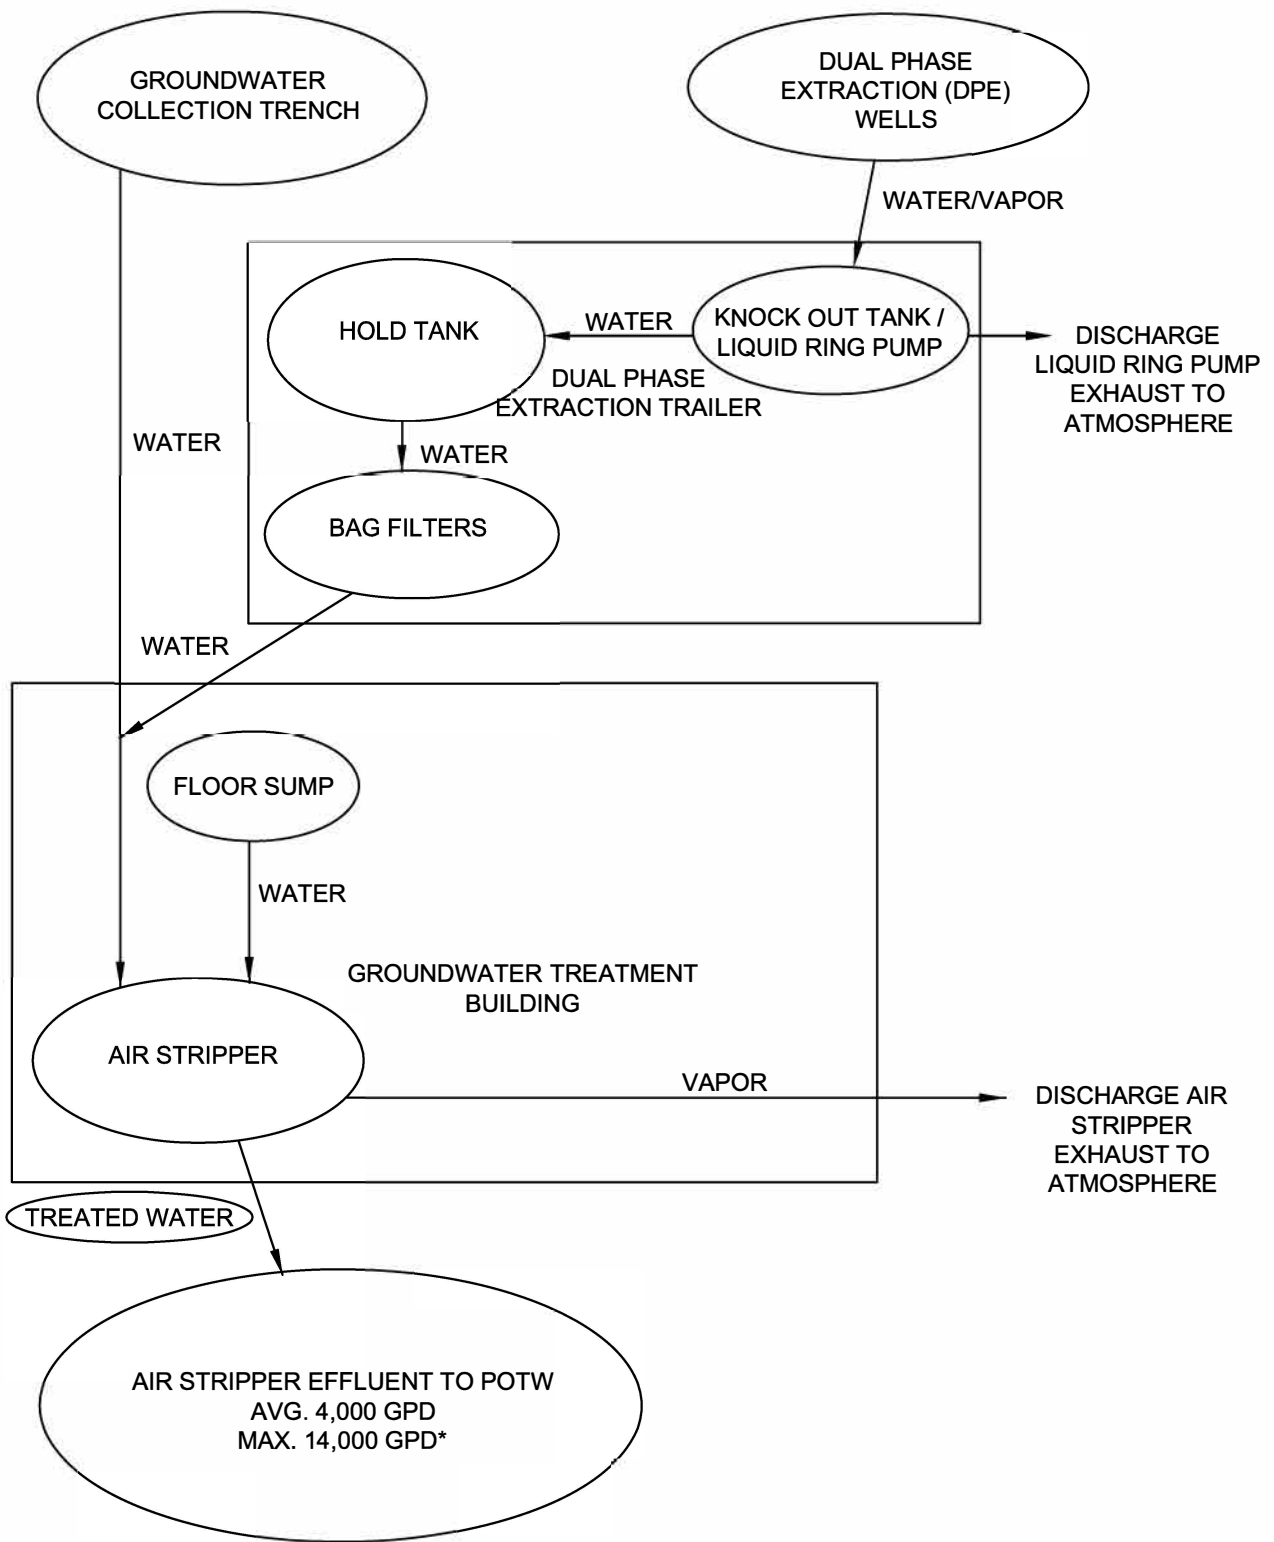 GROUNDWATER
COLLECTION TRENCH
DUAL PHASE
EXTRACTION (DPE)
WELLS
WATER/VAPOR
HOLD TANK
WATER
KNOCK OUT TANK /
LIQUID RING PUMP
DISCHARGE
LIQUID RING PUMP
EXHAUST TO
ATMOSPHERE
DUAL PHASE
EXTRACTION TRAILER
WATER
WATER
BAG FILTERS
WATER
FLOOR SUMP
WATER
GROUNDWATER TREATMENT
BUILDING
AIR STRIPPER
VAPOR
DISCHARGE AIR
STRIPPER
EXHAUST TO
ATMOSPHERE
TREATED WATER
AIR STRIPPER EFFLUENT TO POTW
AVG. 4,000 GPD
MAX. 14,000 GPD*